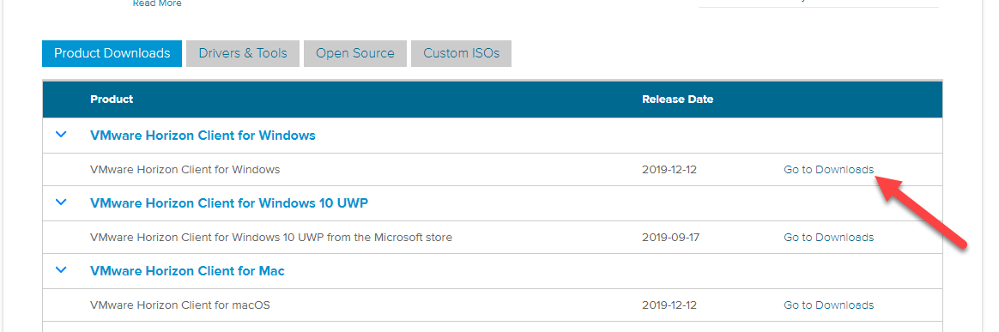 Read More
Product Downloads
Drivers & Tools
Open Source
Custom ISOs
Product Release Date
VMware Horizon Client for Windows
VMware Horizon Client for Windows 2019-12-12 Go to Downloads
VMware Horizon Client for Windows 10 UWP
VMware Horizon Client for Windows 10 UWP from the Microsoft store 2019-09-17 Go to Downloads
VMware Horizon Client for Mac
VMware Horizon Client for macOS 2019-12-12 Go to Downloads